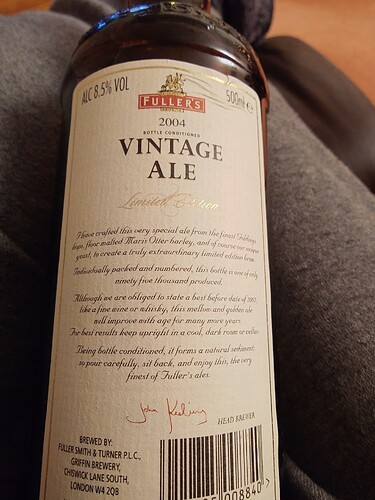 ALC 8.5% VOL
FULLER'S
500ml e
2004
BOTTLE CONDITIONED
VINTAGE
ALE
Limited Edition
I have crafted this very special ale from the finest Goldings
hops, floor malted Maris Otter barley, and of course our own
yeast, to create a truly extraordinary limited edition brew.
Individually packed and numbered, this bottle is one of only
ninety five thousand produced.
Although we are obliged to state a best before date of 2007,
like a fine wine or whisky, this mellow and golden ale
will improve with age for many more years.
For best results keep upright in a cool, dark room or cellar.
Being bottle conditioned, it forms a natural sediment;
so pour carefully, sit back, and enjoy this, the very
finest of Fuller's ales.
John Keeling
HEAD BREWER
BREWED BY:
FULLER SMITH & TURNER P.L.C.,
GRIFFIN BREWERY,
CHISWICK LANE SOUTH,
LONDON W4 2QB
008840 >